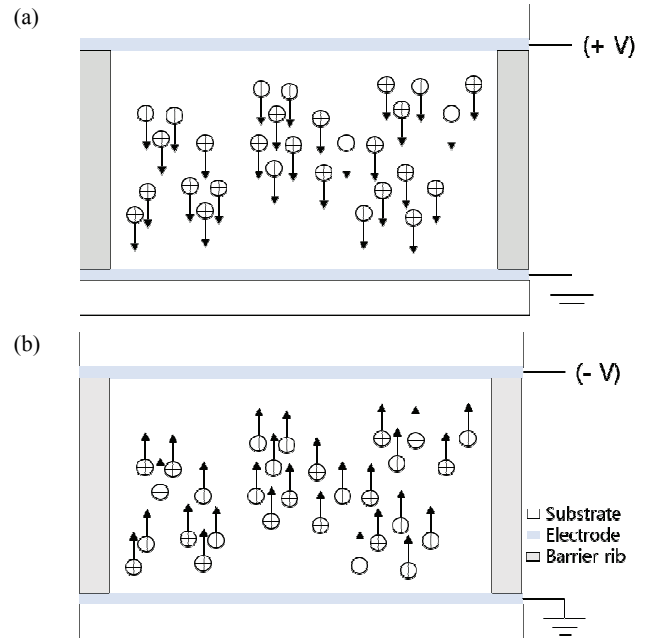 (a)
(+ V)
(b)
(- V)
Substrate
Electrode
Barrier rib